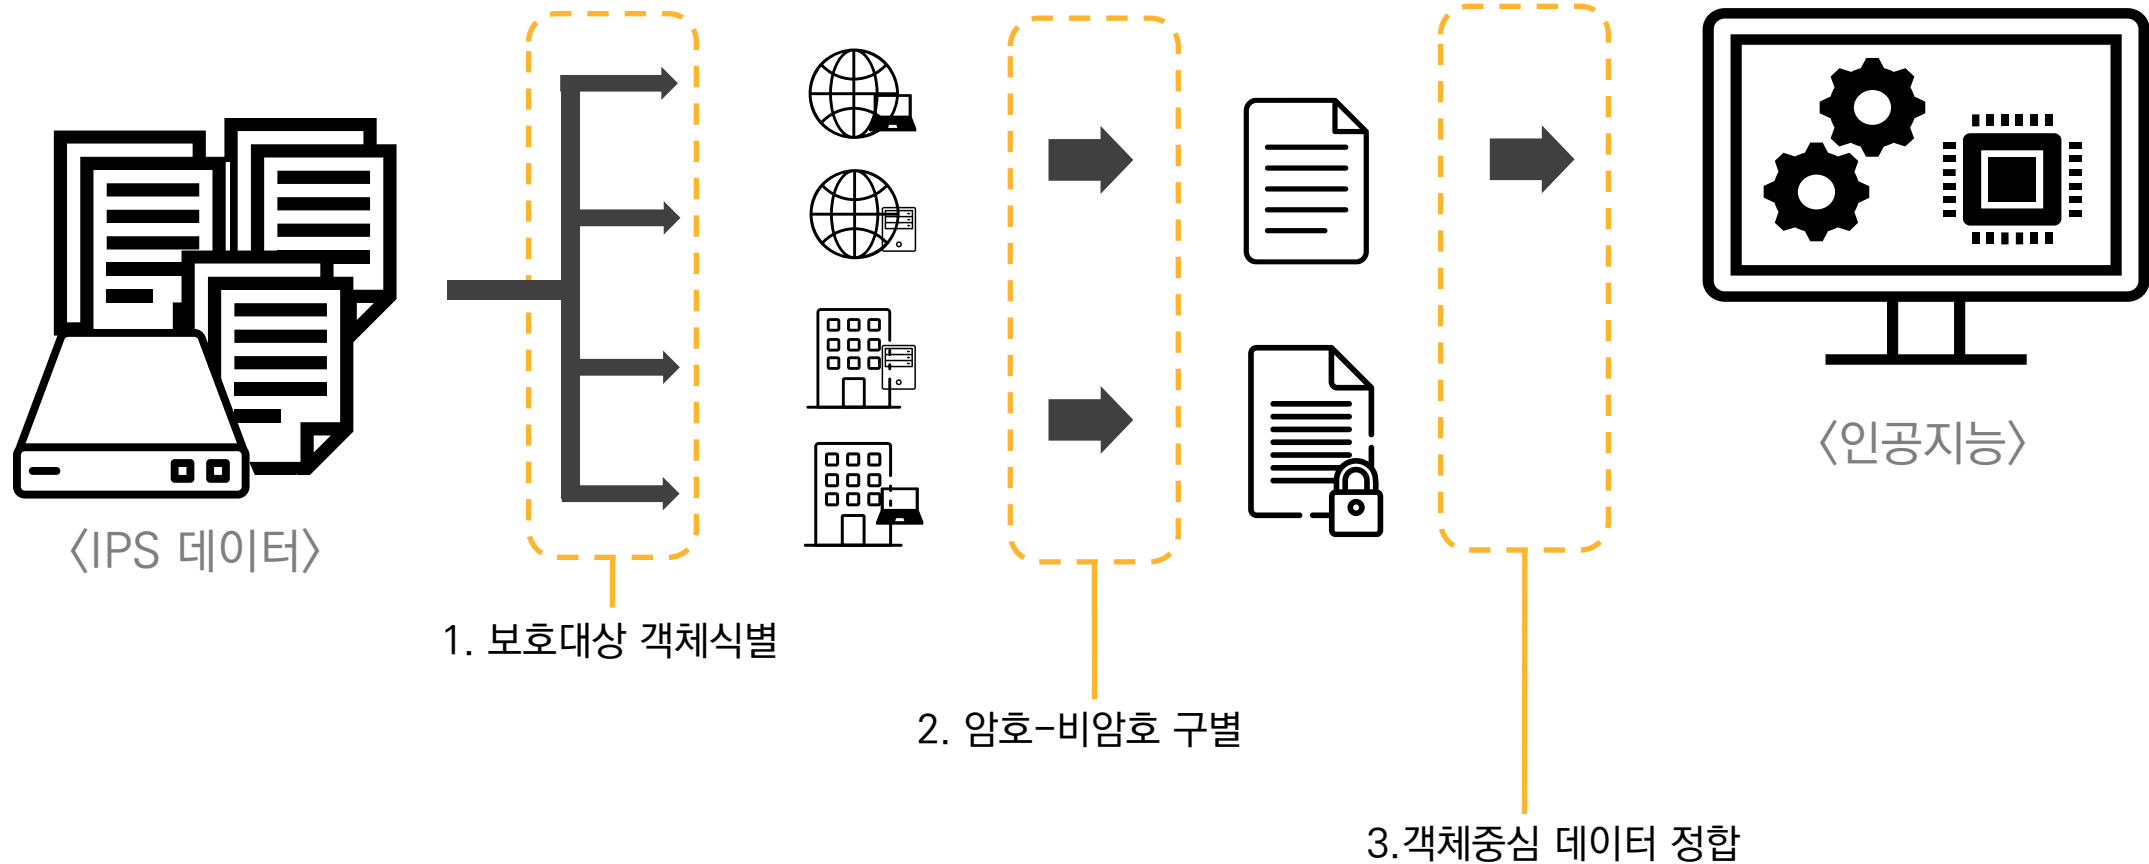 <인공지능>
<IPS 데이터>
1. 보호대상 객체식별
2. 암호-비암호 구별
3.객체중심 데이터 정합